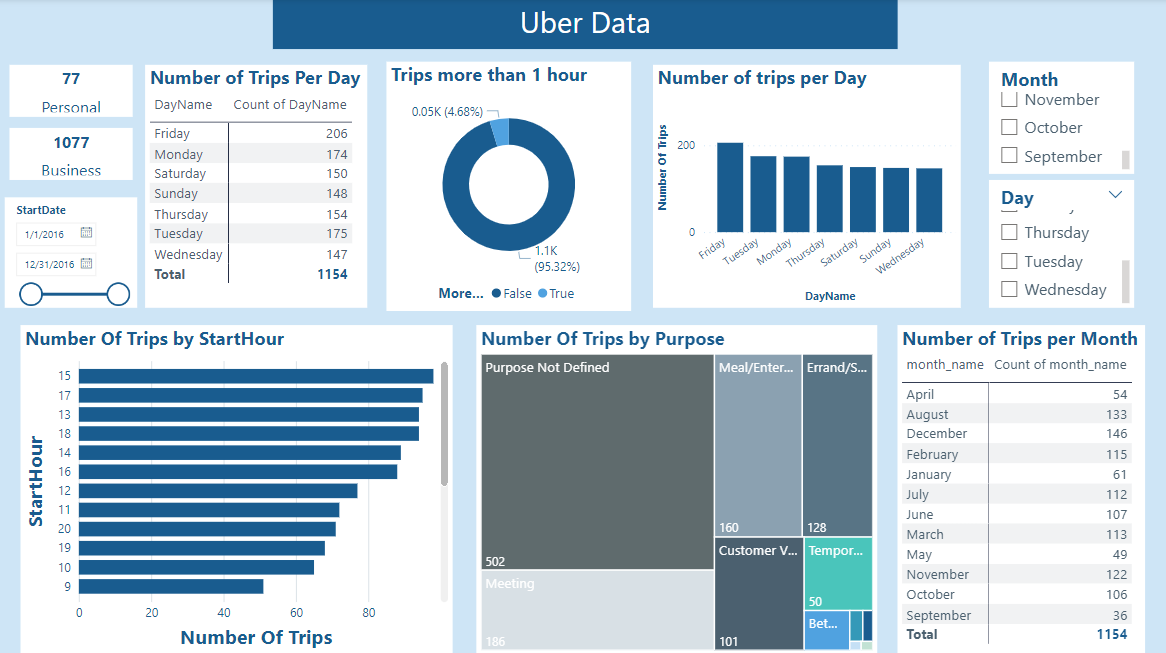 Uber Data
77
Personal
1077
Business
StartDate
1/1/2016
12/31/2016
Number of Trips Per Day
DayName Count of DayName
Friday 206
Monday 174
Saturday 150
Sunday 148
Thursday 154
Tuesday 175
Wednesday 147
Total 1154
Trips more than 1 hour
0.05K (4.68%)
1.1K
(95.32%)
More... False True
Number of trips per Day
Number Of Trips
200
0
Friday
Tuesday
Monday
Thursday
Saturday
Sunday
Wednesday
DayName
Month
November
October
September
Day
Thursday
Tuesday
Wednesday
Number Of Trips by StartHour
StartHour
15
17
13
18
14
16
12
11
20
19
10
9
0 20 40 60 80
Number Of Trips
Number Of Trips by Purpose
Purpose Not Defined
502
Meeting
186
Meal/Enter...
160
Errand/S...
128
Customer V...
101
Tempor...
50
Bet...
Number of Trips per Month
month_name Count of month_name
April 54
August 133
December 146
February 115
January 61
July 112
June 107
March 113
May 49
November 122
October 106
September 36
Total 1154